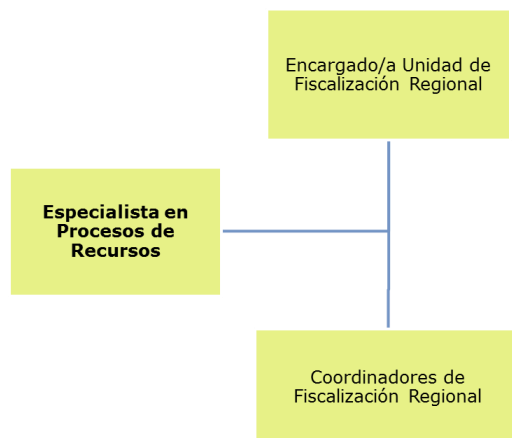 Encargado/a Unidad de
Fiscalización Regional
Especialista en
Procesos de
Recursos
Coordinadores de
Fiscalización Regional